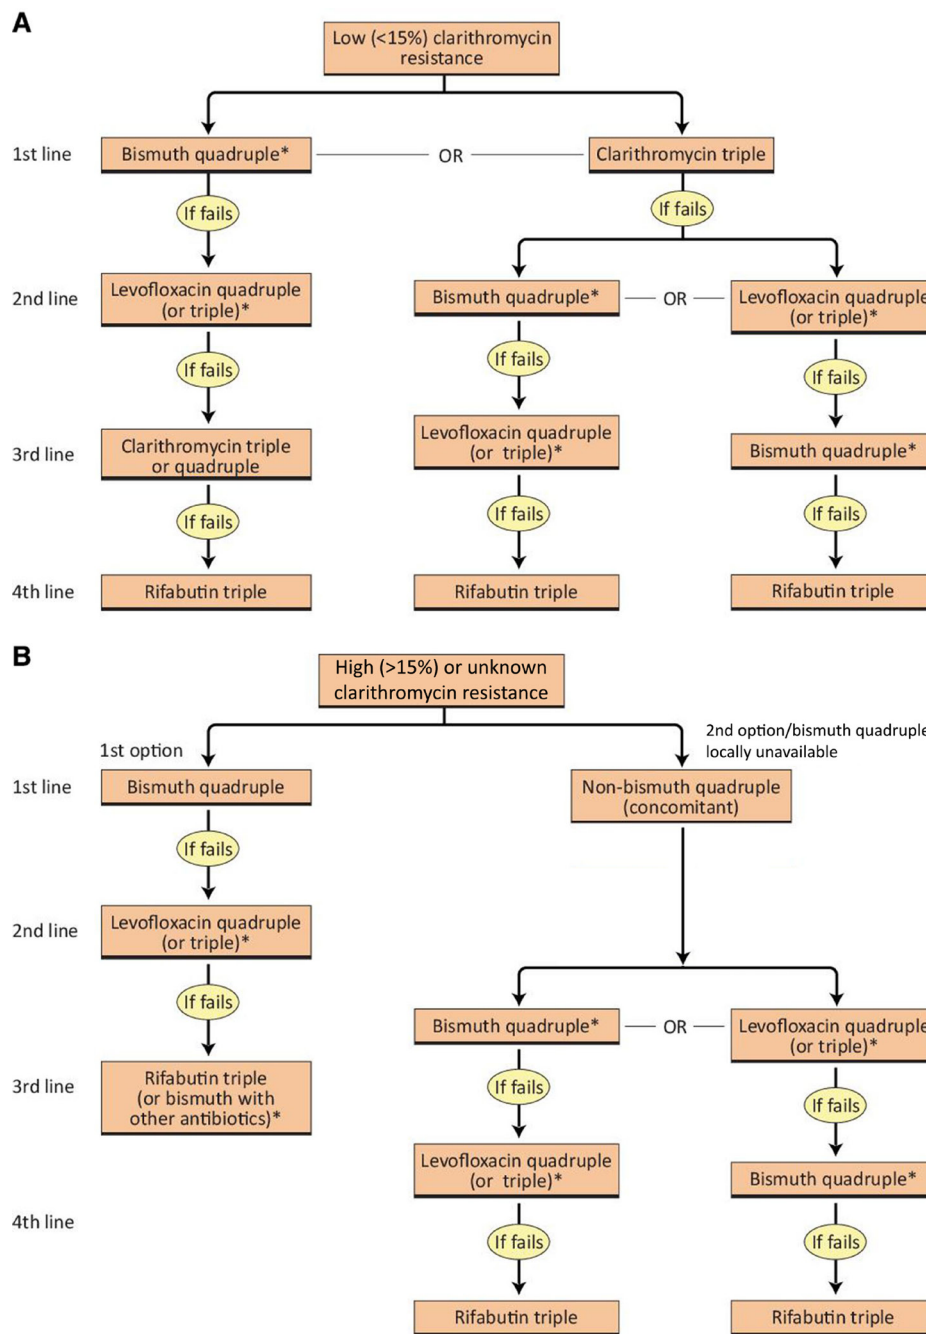 A
Low (<15%) clarithromycin
resistance
1st line
Bismuth quadruple*
OR
Clarithromycin triple
If fails
If fails
2nd line
Levofloxacin quadruple
(or triple)*
Bismuth quadruple*
OR
Levofloxacin quadruple
(or triple)*
If fails
If fails
If fails
3rd line
Clarithromycin triple
or quadruple
Levofloxacin quadruple
(or triple)*
Bismuth quadruple*
If fails
If fails
If fails
4th line
Rifabutin triple
Rifabutin triple
Rifabutin triple
B
High (>15%) or unknown
clarithromycin resistance
1st option
2nd option/bismuth quadruple
locally unavailable
1st line
Bismuth quadruple
Non-bismuth quadruple
(concomitant)
If fails
2nd line
Levofloxacin quadruple
(or triple)*
If fails
Bismuth quadruple*
OR
Levofloxacin quadruple
(or triple)*
3rd line
Rifabutin triple
(or bismuth with
other antibiotics)*
If fails
If fails
Levofloxacin quadruple
(or triple)*
Bismuth quadruple*
4th line
If fails
If fails
Rifabutin triple
Rifabutin triple